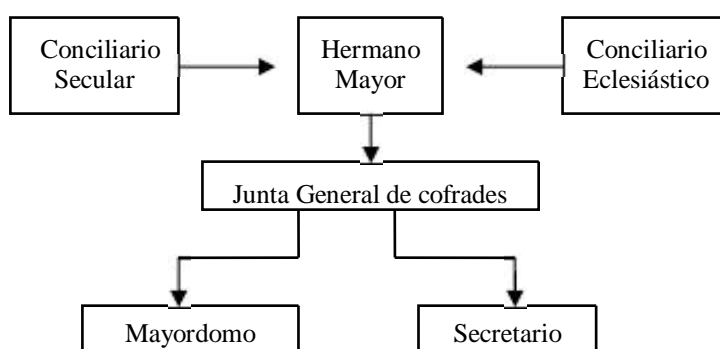 Conciliario
Secular
Hermano
Mayor
Conciliario
Eclesiástico
Junta General de cofrades
Mayordomo
Secretario